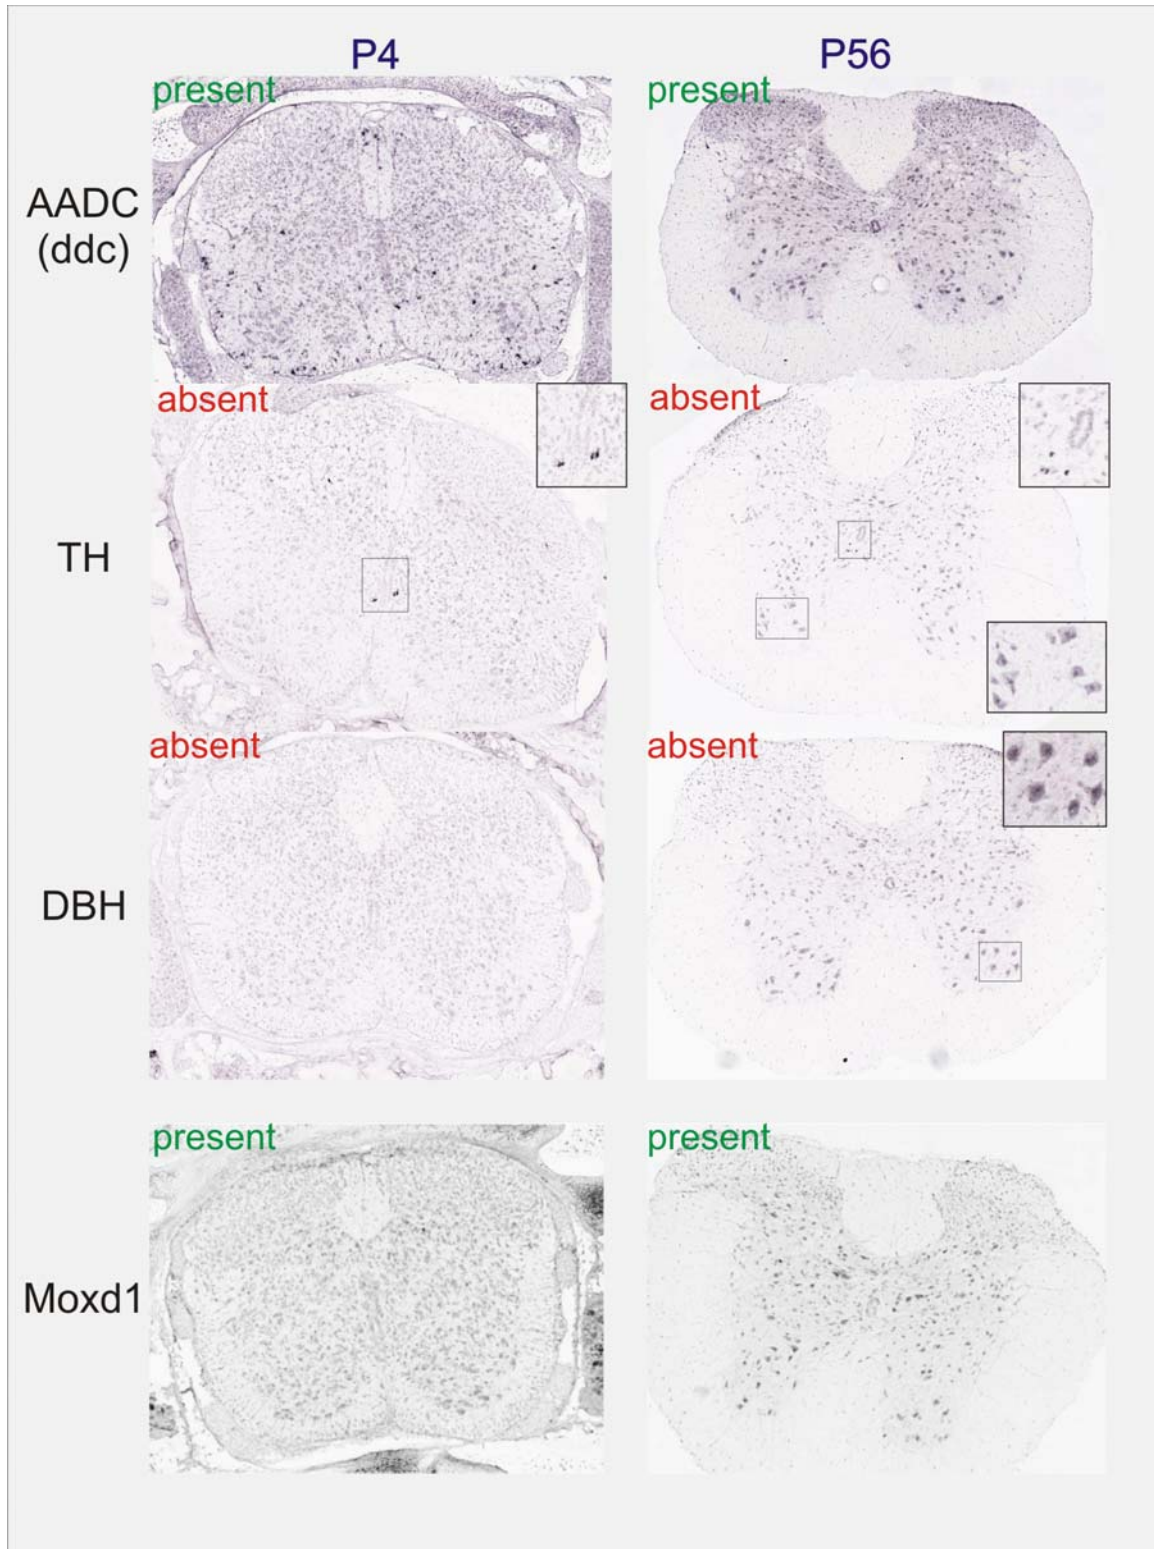 P4 P56
present present
AADC
(ddc)
absent absent
TH
absent absent
DBH
present present
Moxd1